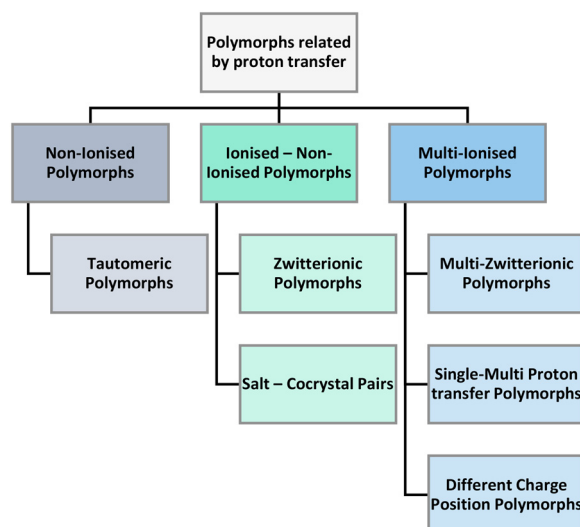 Polymorphs related
by proton transfer
Non-Ionised
Polymorphs
Ionised – Non-
Ionised Polymorphs
Multi-Ionised
Polymorphs
Tautomeric
Polymorphs
Zwitterionic
Polymorphs
Multi-Zwitterionic
Polymorphs
Salt – Cocrystal Pairs
Single-Multi Proton
transfer Polymorphs
Different Charge
Position Polymorphs